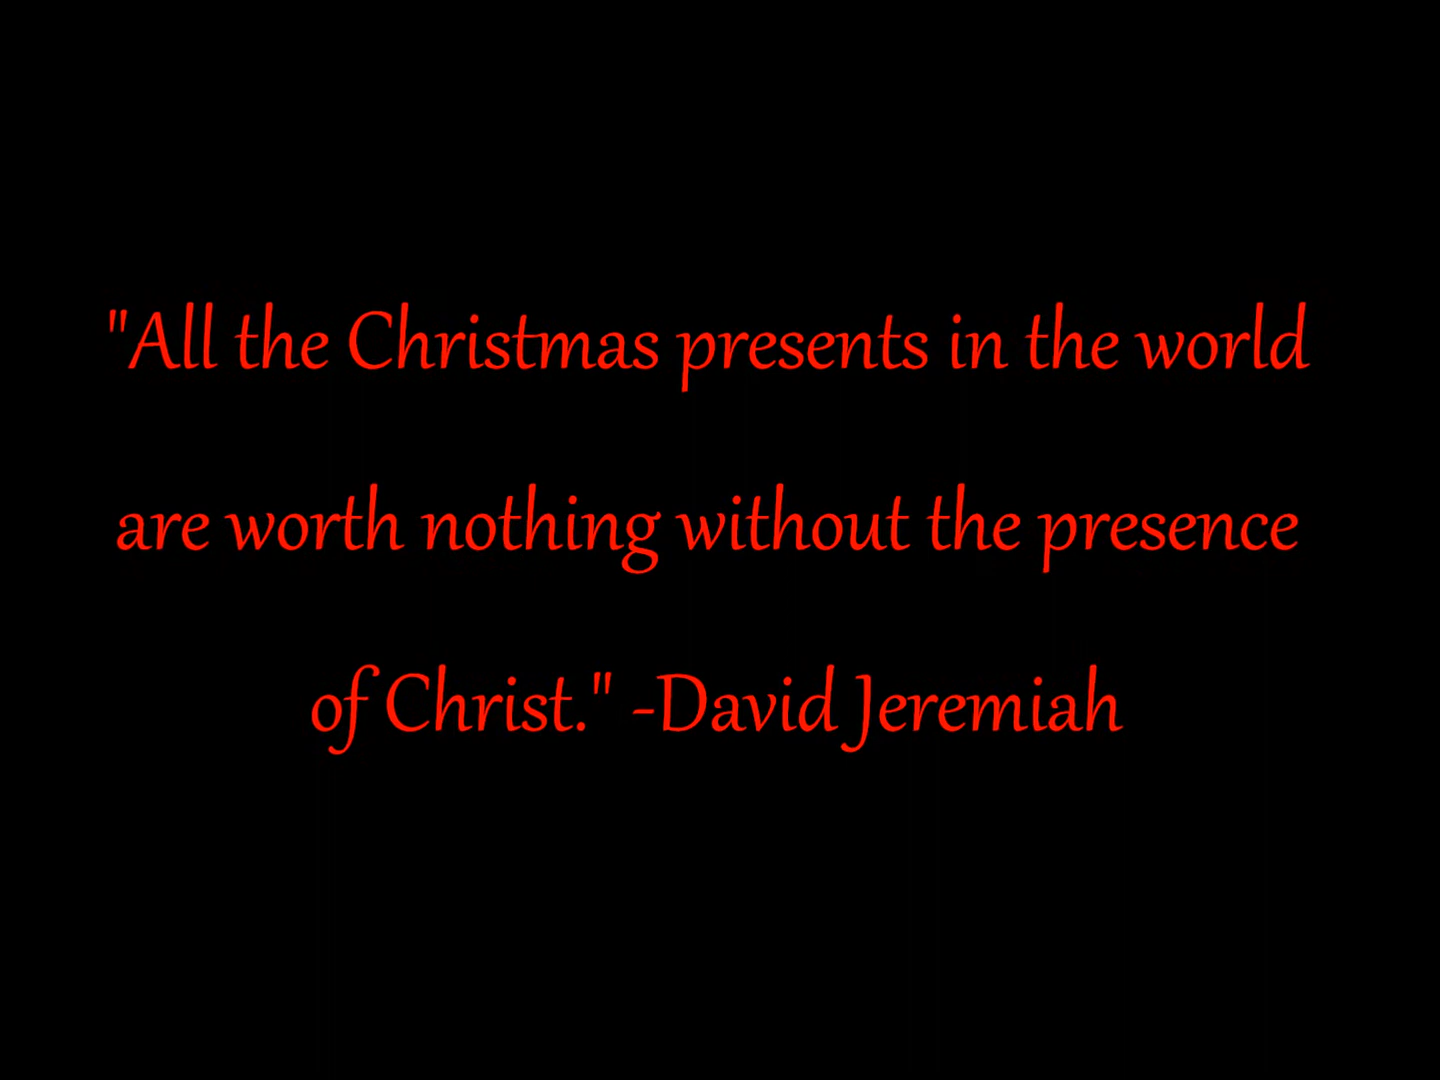 "All the Christmas presents in the world
are worth nothing without the presence
of Christ." -David Jeremiah